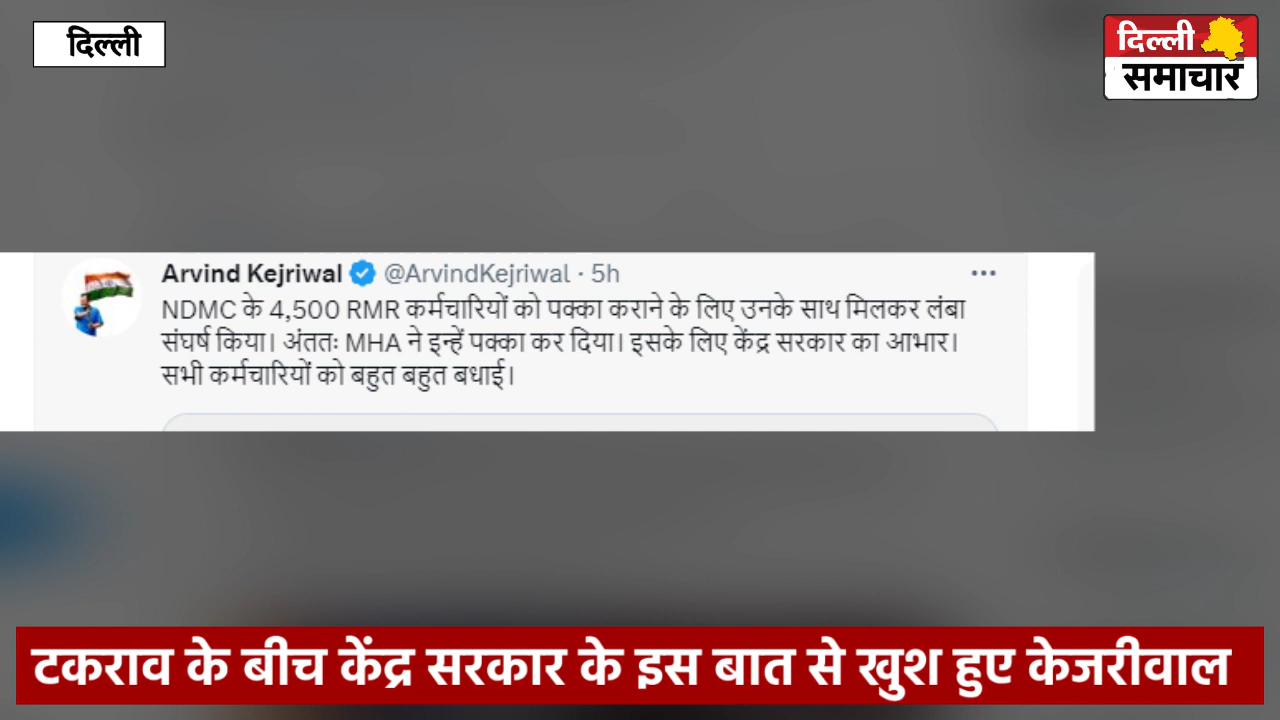 दिल्ली
दिल्ली
समाचार
Arvind Kejriwal @ArvindKejriwal · 5h
NDMC के 4,500 RMR कर्मचारियों को पक्का कराने के लिए उनके साथ मिलकर लंबा
संघर्ष किया। अंततः MHA ने इन्हें पक्का कर दिया। इसके लिए केंद्र सरकार का आभार।
सभी कर्मचारियों को बहुत बहुत बधाई।
टकराव के बीच केंद्र सरकार के इस बात से खुश हुए केजरीवाल